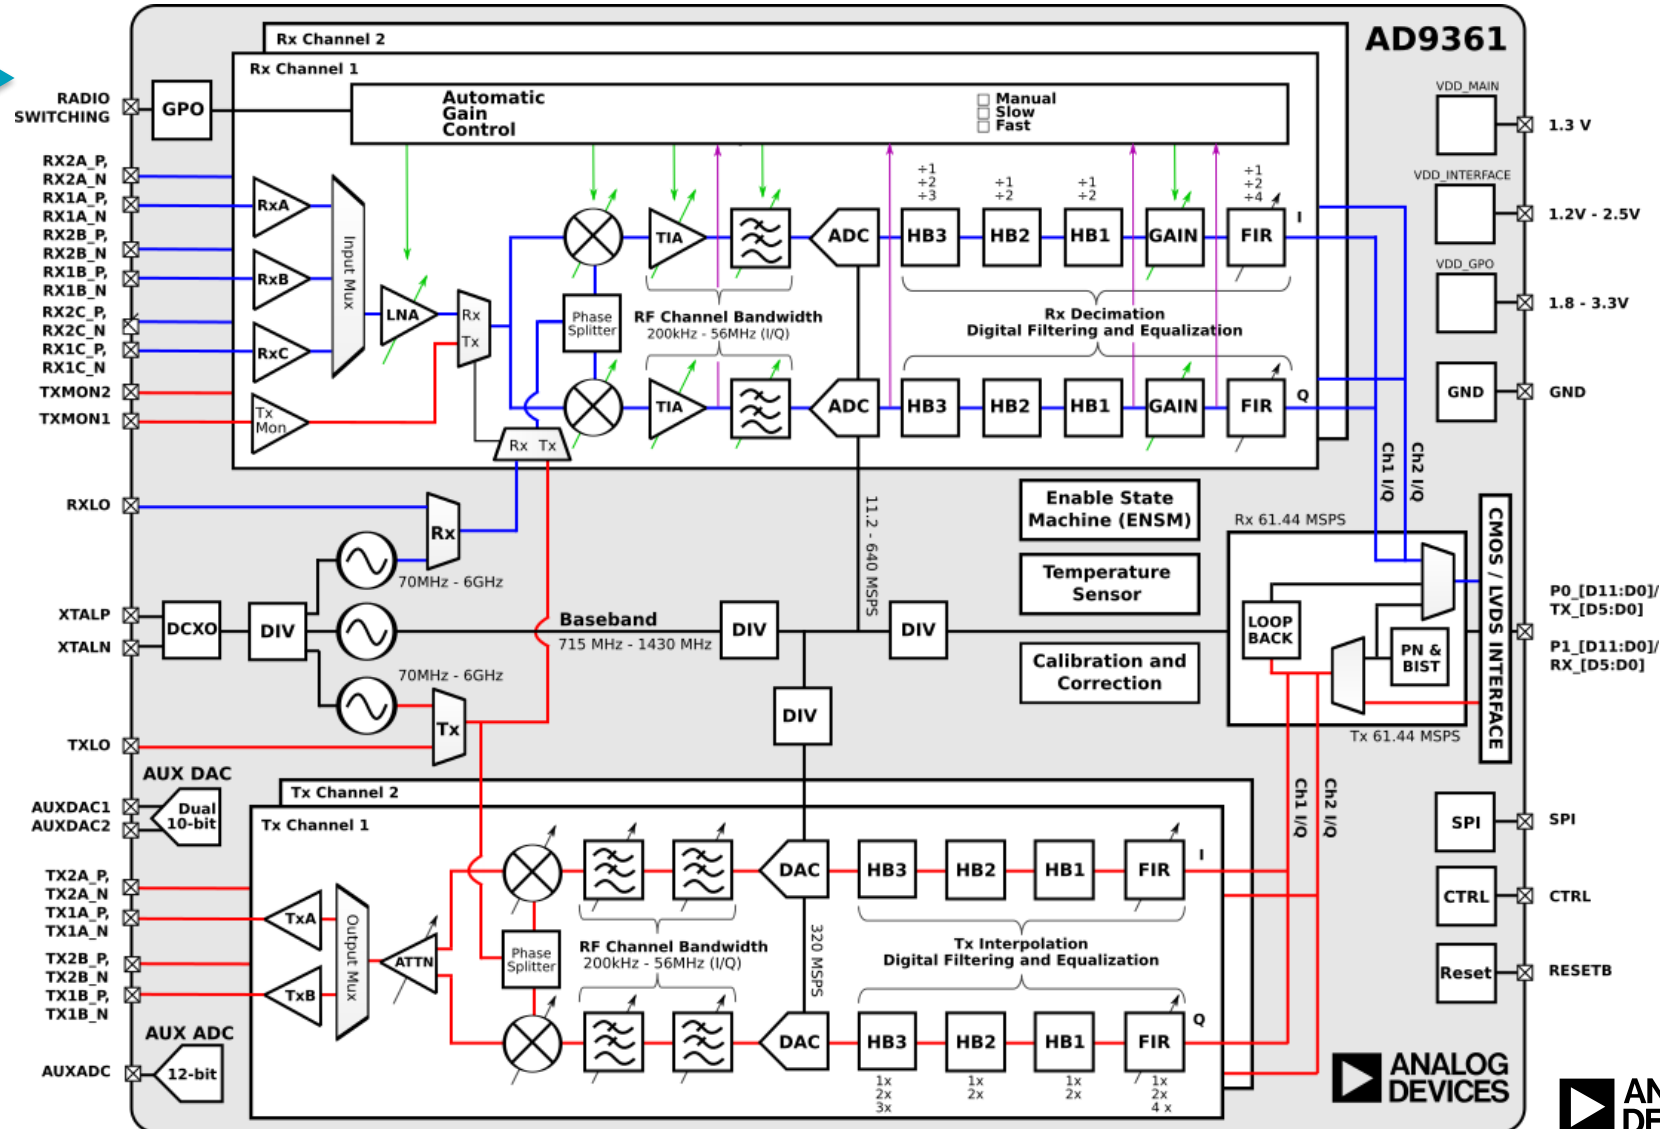 AD9361
Rx Channel 2
Rx Channel 1
Automatic
Gain
Control
Manual
Slow
Fast
RADIO
SWITCHING
GPO
RX2A_P,
RX2A_N
RX1A_P,
RX1A_N
RX2B_P,
RX2B_N
RX1B_P,
RX1B_N
RX2C_P,
RX2C_N
RX1C_P,
RX1C_N
TXMON2
TXMON1
RxA
RxB
RxC
Tx
Mon
Input Mux
LNA
Rx
Tx
Phase
Splitter
TIA
ADC
÷1
÷2
÷3
HB3
÷1
÷2
HB2
÷1
÷2
HB1
GAIN
÷1
÷2
÷4
FIR
I
RF Channel Bandwidth
200kHz - 56MHz (I/Q)
Rx Decimation
Digital Filtering and Equalization
TIA
ADC
HB3
HB2
HB1
GAIN
FIR
Q
Rx Tx
VDD_MAIN
1.3 V
VDD_INTERFACE
1.2V - 2.5V
VDD_GPO
1.8 - 3.3V
GND
GND
Ch1 I/Q
Ch2 I/Q
RXLO
Rx
70MHz - 6GHz
11.2 - 640 MSPS
Enable State
Machine (ENSM)
Temperature
Sensor
Calibration and
Correction
Rx 61.44 MSPS
LOOP
BACK
PN &
BIST
Tx 61.44 MSPS
CMOS / LVDS INTERFACE
P0_[D11:D0]/
TX_[D5:D0]
P1_[D11:D0]/
RX_[D5:D0]
XTALP
XTALN
DCXO
DIV
Baseband
715 MHz - 1430 MHz
DIV
DIV
DIV
70MHz - 6GHz
Tx
TXLO
AUX DAC
AUXDAC1
AUXDAC2
Dual
10-bit
Tx Channel 2
Tx Channel 1
TX2A_P,
TX2A_N
TX1A_P,
TX1A_N
TX2B_P,
TX2B_N
TX1B_P,
TX1B_N
TxA
TxB
Output Mux
ATTN
Phase
Splitter
DAC
HB3
HB2
HB1
FIR
I
RF Channel Bandwidth
200kHz - 56MHz (I/Q)
320 MSPS
Tx Interpolation
Digital Filtering and Equalization
DAC
HB3
HB2
HB1
FIR
Q
1x
2x
3x
1x
2x
1x
2x
1x
2x
4 x
Ch1 I/Q
Ch2 I/Q
SPI
SPI
CTRL
CTRL
Reset
RESETB
AUX ADC
AUXADC
12-bit
ANALOG
DEVICES
AN
DE